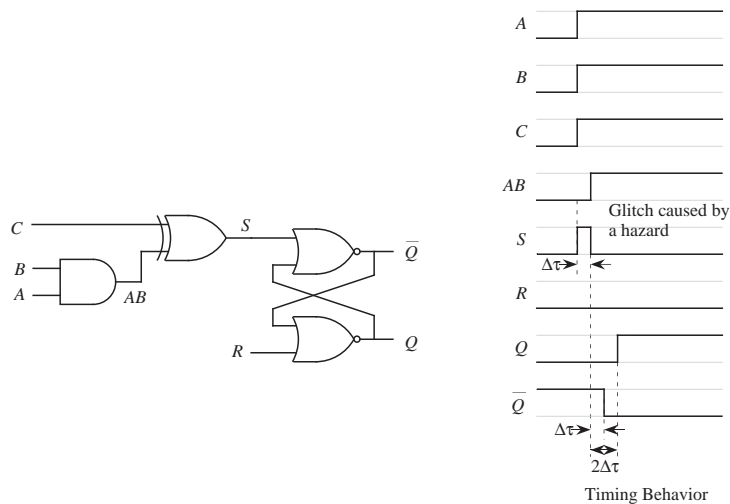 C
B
A
AB
S
R
Q̅
Q
A
B
C
AB
Glitch caused by
a hazard
S
Δτ
R
Q
Q̅
Δτ
2Δτ
Timing Behavior